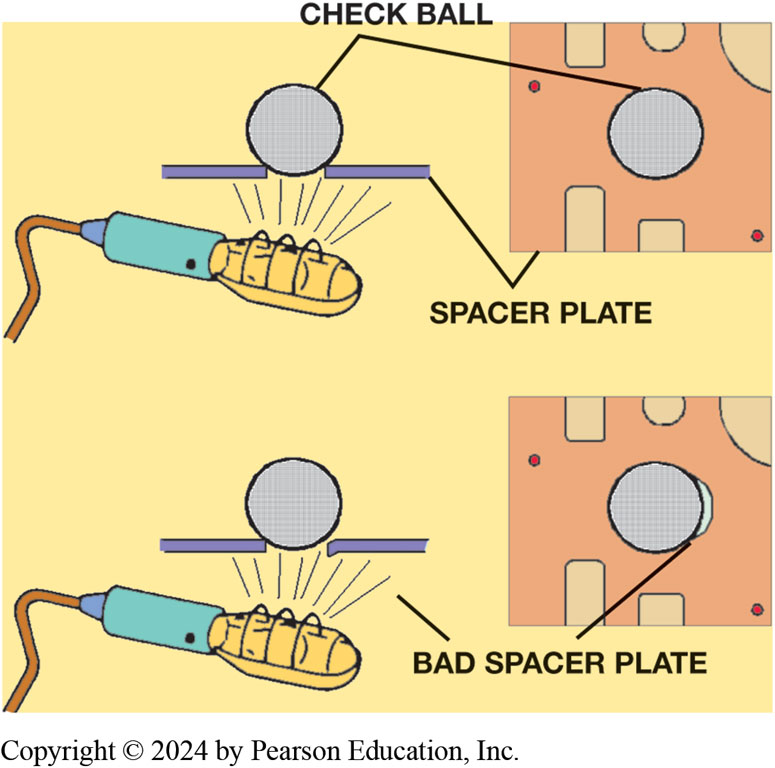 CHECK BALL
SPACER PLATE
BAD SPACER PLATE
Copyright © 2024 by Pearson Education, Inc.